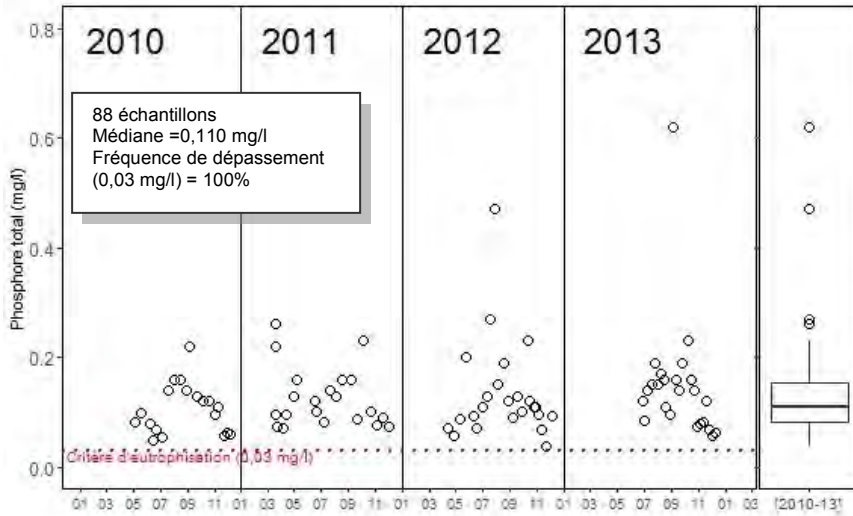 2010 2011 2012 2013
88 échantillons
Médiane =0,110 mg/l
Fréquence de dépassement
(0,03 mg/l) = 100%
Phosphore total (mg/l)
0.8
0.6
0.4
0.2
0.0
Critère d'eutrophisation (0,03 mg/l)
01 03 05 07 09 11 01 03 05 07 09 11 01 03 05 07 09 11 01 03 05 07 09 11 01 03 [2010-13]